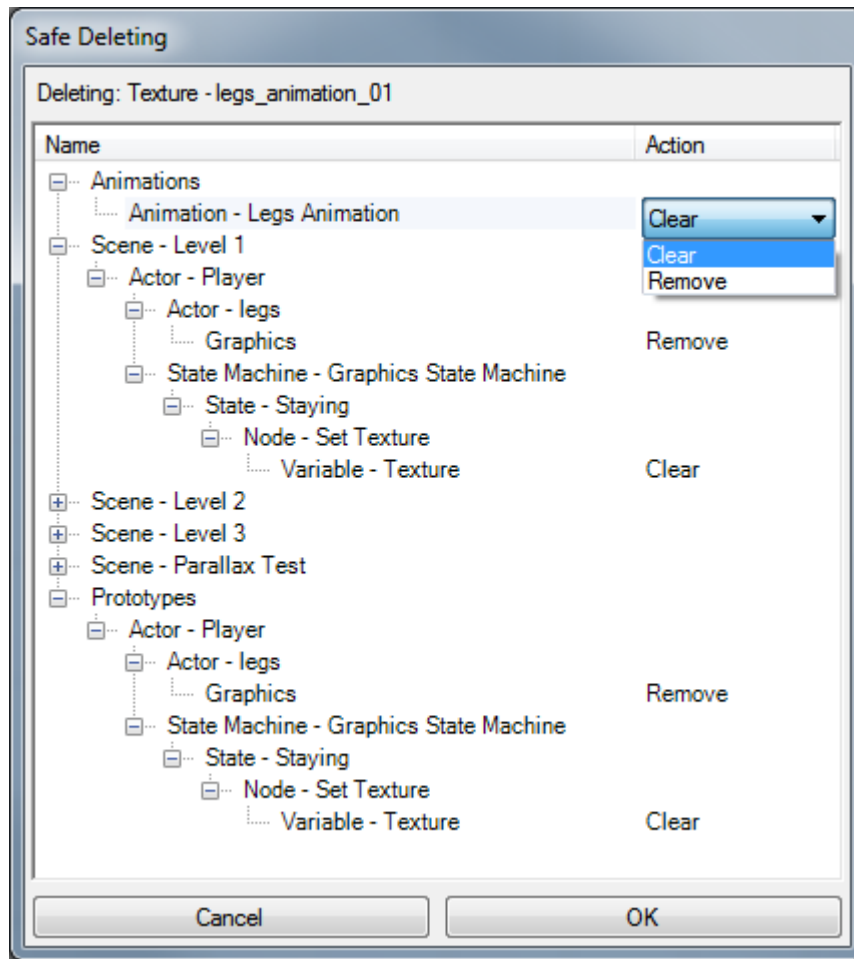 Safe Deleting
Deleting: Texture - legs_animation_01
Name Action
Animations
Animation - Legs Animation Clear
Clear
Scene - Level 1
Actor - Player Remove
Actor - legs
Graphics Remove
State Machine - Graphics State Machine
State - Staying
Node - Set Texture
Variable - Texture Clear
Scene - Level 2
Scene - Level 3
Scene - Parallax Test
Prototypes
Actor - Player
Actor - legs
Graphics Remove
State Machine - Graphics State Machine
State - Staying
Node - Set Texture
Variable - Texture Clear
Cancel OK